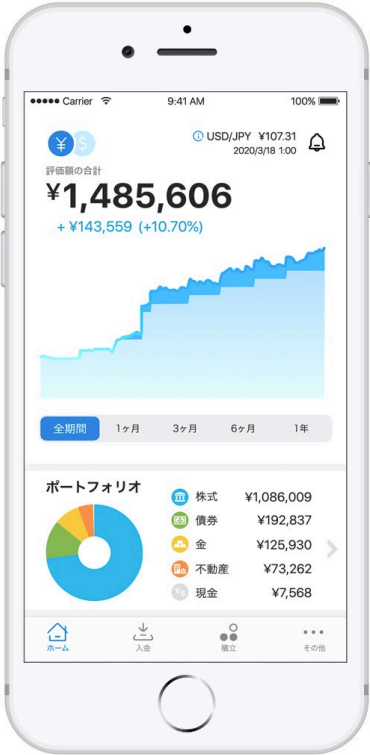 Carrier
9:41 AM
100%
¥ $
USD/JPY ¥107.31
2020/3/18 1:00
評価額の合計
¥1,485,606
+ ¥143,559 (+10.70%)
全期間 1ヶ月 3ヶ月 6ヶ月 1年
ポートフォリオ
株式 ¥1,086,009
債券 ¥192,837
金 ¥125,930
不動産 ¥73,262
現金 ¥7,568
ホーム 入金 積立 その他